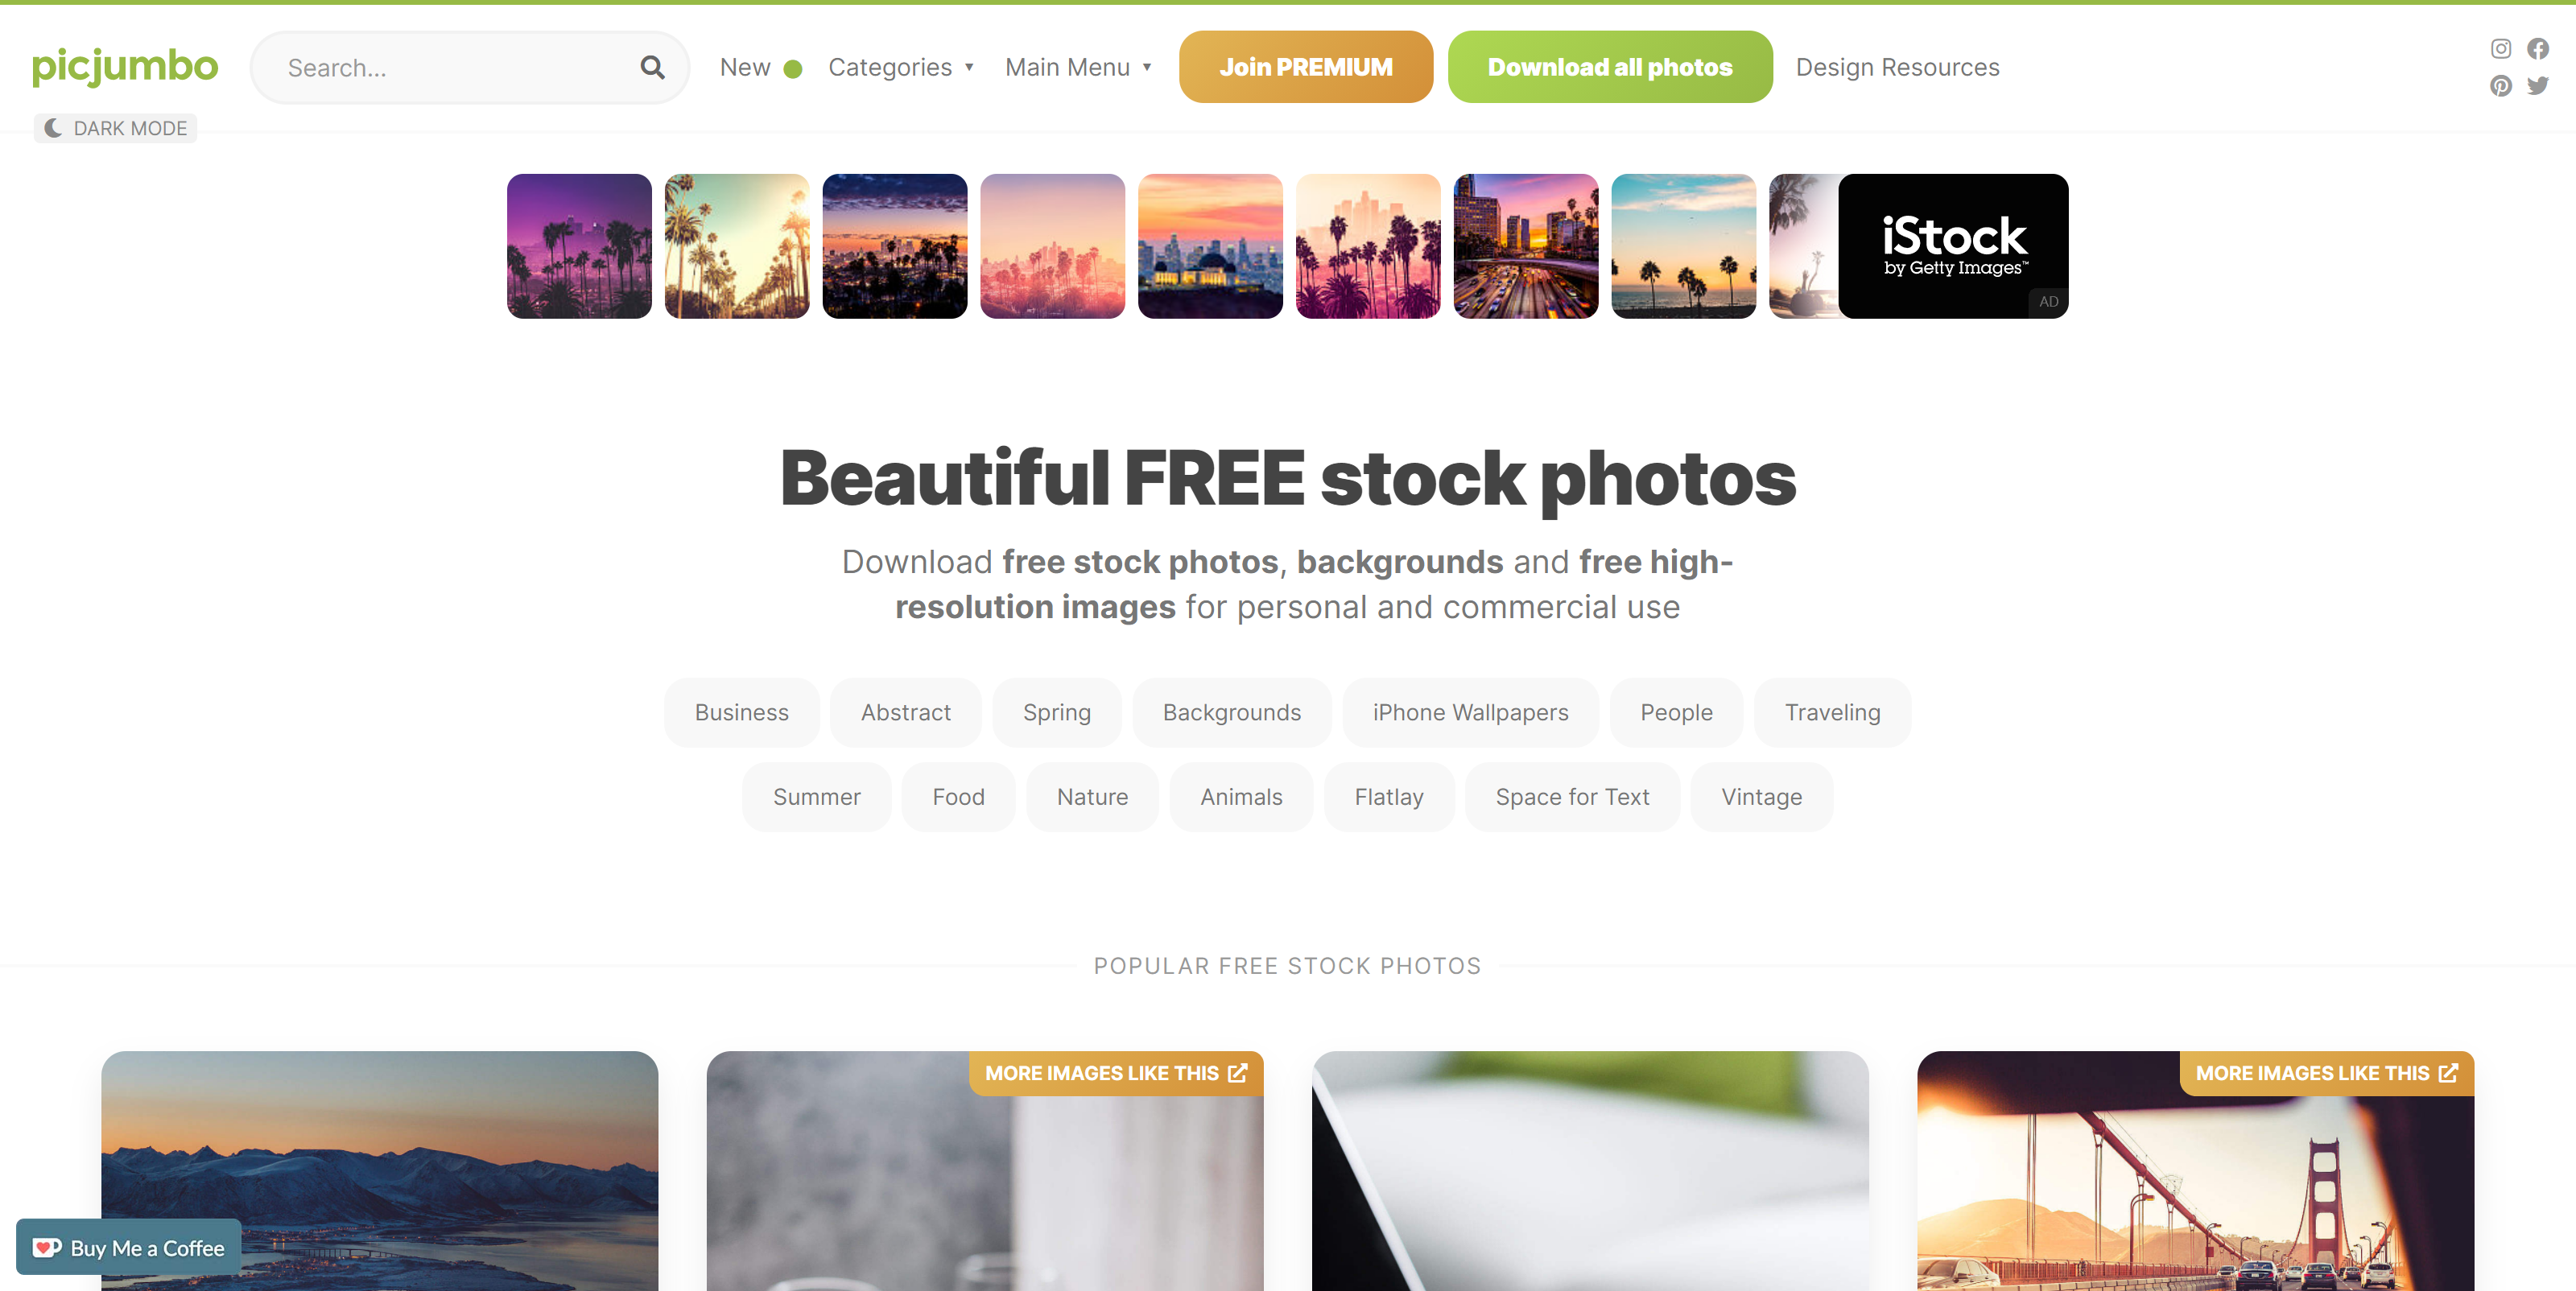 picjumbo
Search...
New
Categories ▼
Main Menu ▼
Join PREMIUM
Download all photos
Design Resources
DARK MODE
iStock
by Getty Images™
AD
Beautiful FREE stock photos
Download free stock photos, backgrounds and free high-
resolution images for personal and commercial use
Business
Abstract
Spring
Backgrounds
iPhone Wallpapers
People
Traveling
Summer
Food
Nature
Animals
Flatlay
Space for Text
Vintage
POPULAR FREE STOCK PHOTOS
MORE IMAGES LIKE THIS
MORE IMAGES LIKE THIS
Buy Me a Coffee